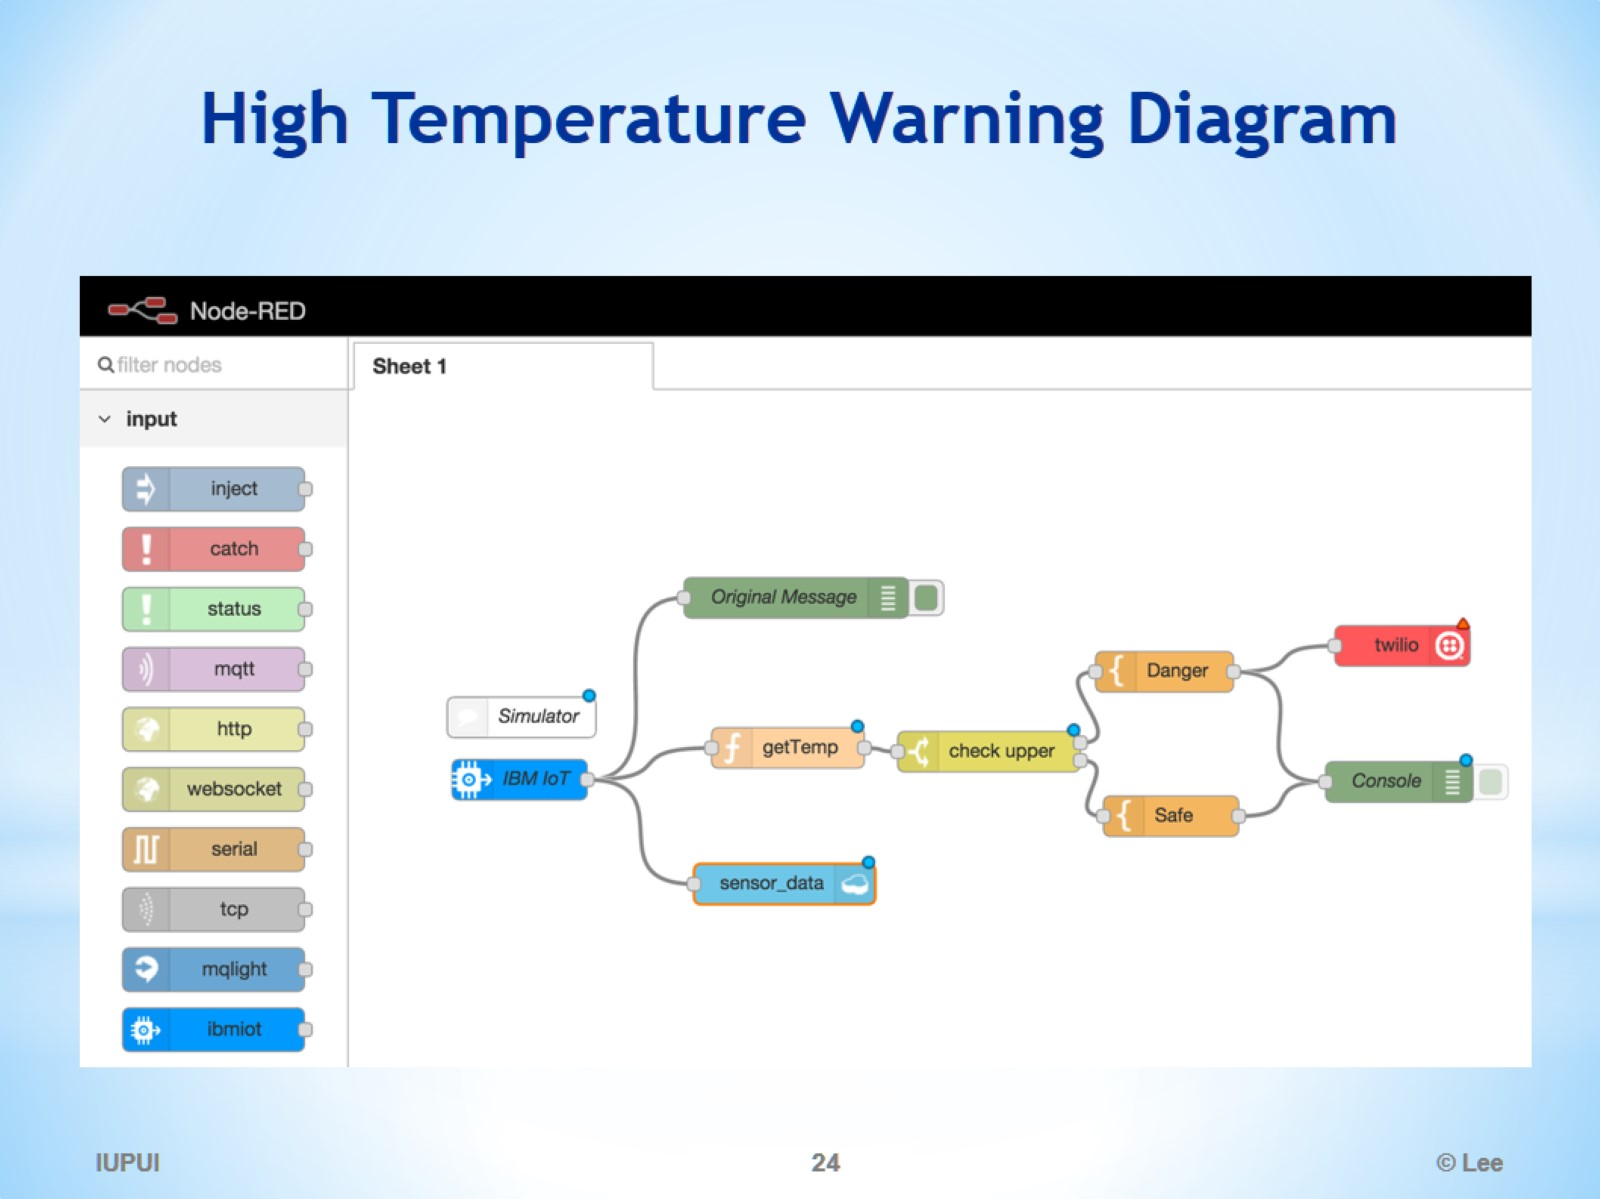 High Temperature Warning Diagram
Node-RED
filter nodes
Sheet 1
input
inject
catch
status
mqtt
http
websocket
serial
tcp
mqlight
ibmiot
Original Message
Simulator
IBM IoT
getTemp
check upper
sensor_data
Danger
Safe
twilio
Console
IUPUI
24
© Lee